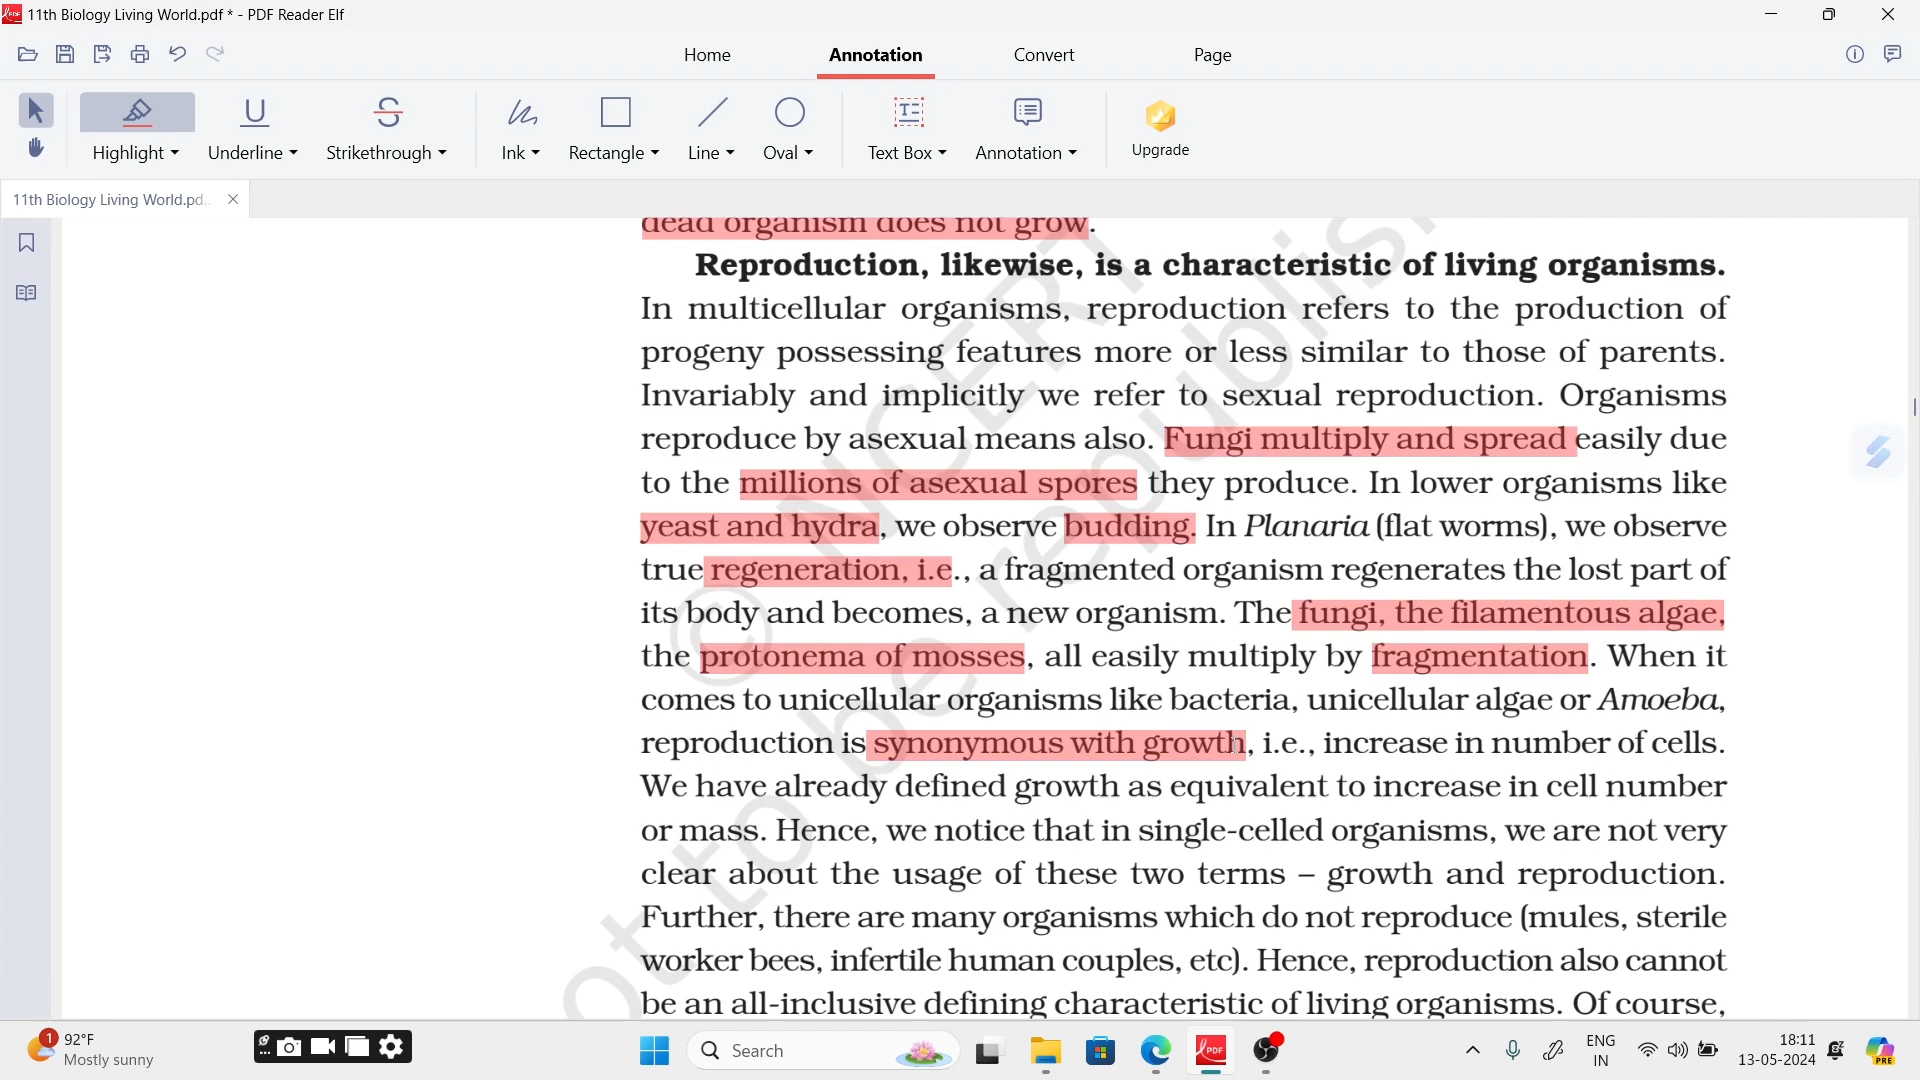 11th Biology Living World.pdf * - PDF Reader Elf
Home Annotation Convert Page
Highlight Underline Strikethrough Ink Rectangle Line Oval Text Box Annotation Upgrade
11th Biology Living World.pd...
dead organism does not grow.
Reproduction, likewise, is a characteristic of living organisms.
In multicellular organisms, reproduction refers to the production of
progeny possessing features more or less similar to those of parents.
Invariably and implicitly we refer to sexual reproduction. Organisms
reproduce by asexual means also. Fungi multiply and spread easily due
to the millions of asexual spores they produce. In lower organisms like
yeast and hydra, we observe budding. In Planaria (flat worms), we observe
true regeneration, i.e., a fragmented organism regenerates the lost part of
its body and becomes, a new organism. The fungi, the filamentous algae,
the protonema of mosses, all easily multiply by fragmentation. When it
comes to unicellular organisms like bacteria, unicellular algae or Amoeba,
reproduction is synonymous with growth, i.e., increase in number of cells.
We have already defined growth as equivalent to increase in cell number
or mass. Hence, we notice that in single-celled organisms, we are not very
clear about the usage of these two terms – growth and reproduction.
Further, there are many organisms which do not reproduce (mules, sterile
worker bees, infertile human couples, etc). Hence, reproduction also cannot
be an all-inclusive defining characteristic of living organisms. Of course,
© NCERT
not to be republis
1 92°F
Mostly sunny
Search
PDF
ENG
IN
18:11
13-05-2024
PRE